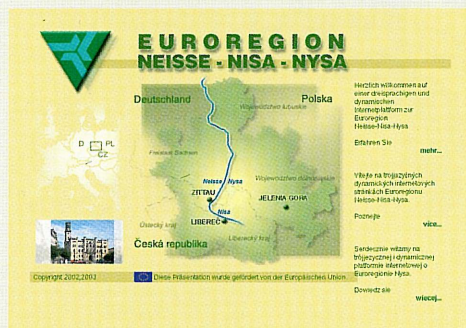 EUROREGION
NEISSE - NISA - NYSA
Deutschland
Polska
Województwo lubuskie
Freistaat Sachsen
D
PL
CZ
Neisse
Nysa
Województwo dolnośląskie
ZITTAU
JELENIA GÓRA
Nisa
LIBEREC
Ústecký kraj
Liberecký kraj
Česká republika
Herzlich willkommen auf
einer dreisprachigen und
dynamischen
Internetplattform zur
Euroregion
Neisse-Nisa-Nysa.
Erfahren Sie
mehr...
Vítejte na trojjazyčných
dynamických internetových
stránkách Euroregionu
Neisse-Nisa-Nysa.
Poznejte
více...
Serdecznie witamy na
trójjęzycznej i dynamicznej
platformie internetowej o
Euroregionie Nysa.
Dowiedz się
więcej...
Copyright 2002,2003
Diese Präsentation wurde gefördert von der Europäischen Union.